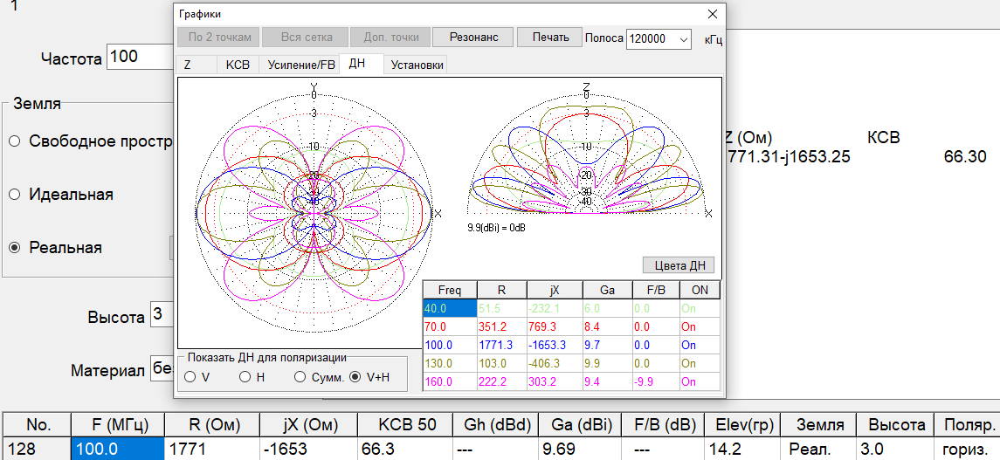 1
Графики
По 2 точкам Вся сетка Доп. точки Резонанс Печать Полоса 120000 кГц
Частота 100
Z КСВ Усиление/FB ДН Установки
Земля
Свободное простр
Идеальная
Реальная
Высота 3
Материал без
Y
0
-3
-10
-20
-30
-40
X
Z
0
-3
-10
-20
-30
-40
X
9.9(dBi) = 0dB
Z (Ом) КСВ
771.31-j1653.25 66.30
Цвета ДН
Freq R jX Ga F/B ON
40.0 51.5 -232.1 6.0 0.0 On
70.0 351.2 769.3 8.4 0.0 On
100.0 1771.3 -1653.3 9.7 0.0 On
130.0 103.0 -406.3 9.9 0.0 On
160.0 222.2 303.2 9.4 -9.9 On
Показать ДН для поляризации
V H Сумм. V+H
No. F (МГц) R (Ом) jX (Ом) КСВ 50 Gh (dBd) Ga (dBi) F/B (dB) Elev(гр) Земля Высота Поляр.
128 100.0 1771 -1653 66.3 --- 9.69 --- 14.2 Реал. 3.0 гориз.